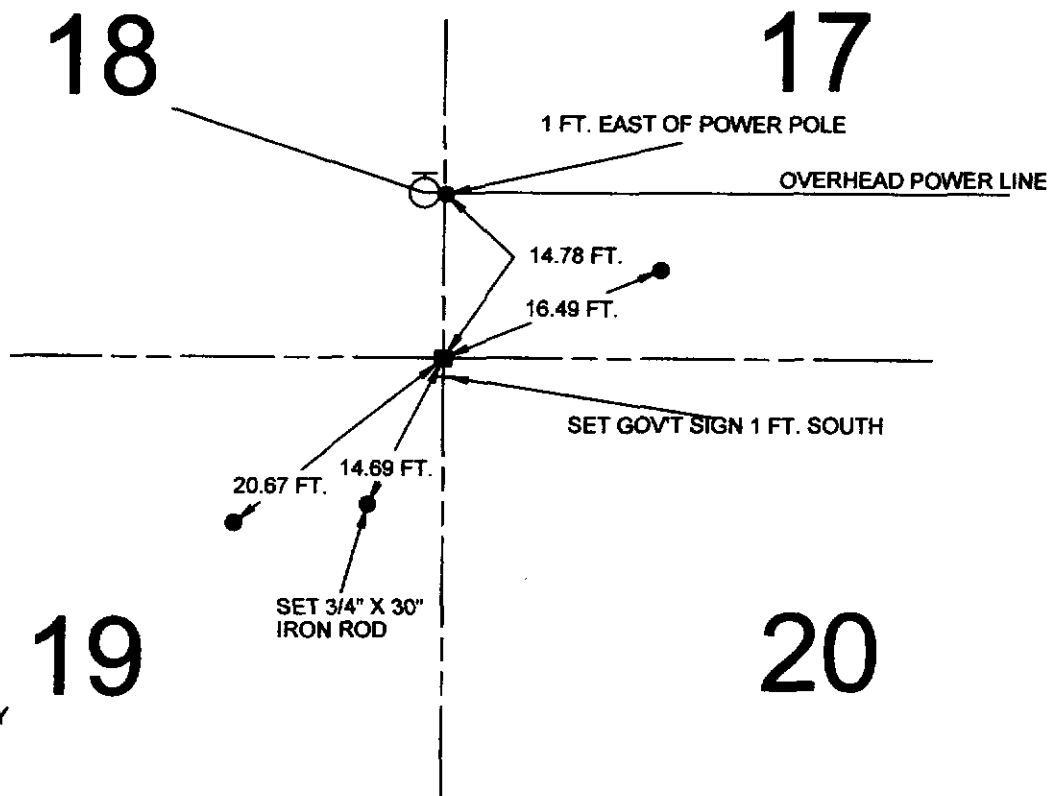 18
17
1 FT. EAST OF POWER POLE
OVERHEAD POWER LINE
14.78 FT.
16.49 FT.
SET GOV'T SIGN 1 FT. SOUTH
14.69 FT.
20.67 FT.
SET 3/4" X 30"
IRON ROD
19
20
Y